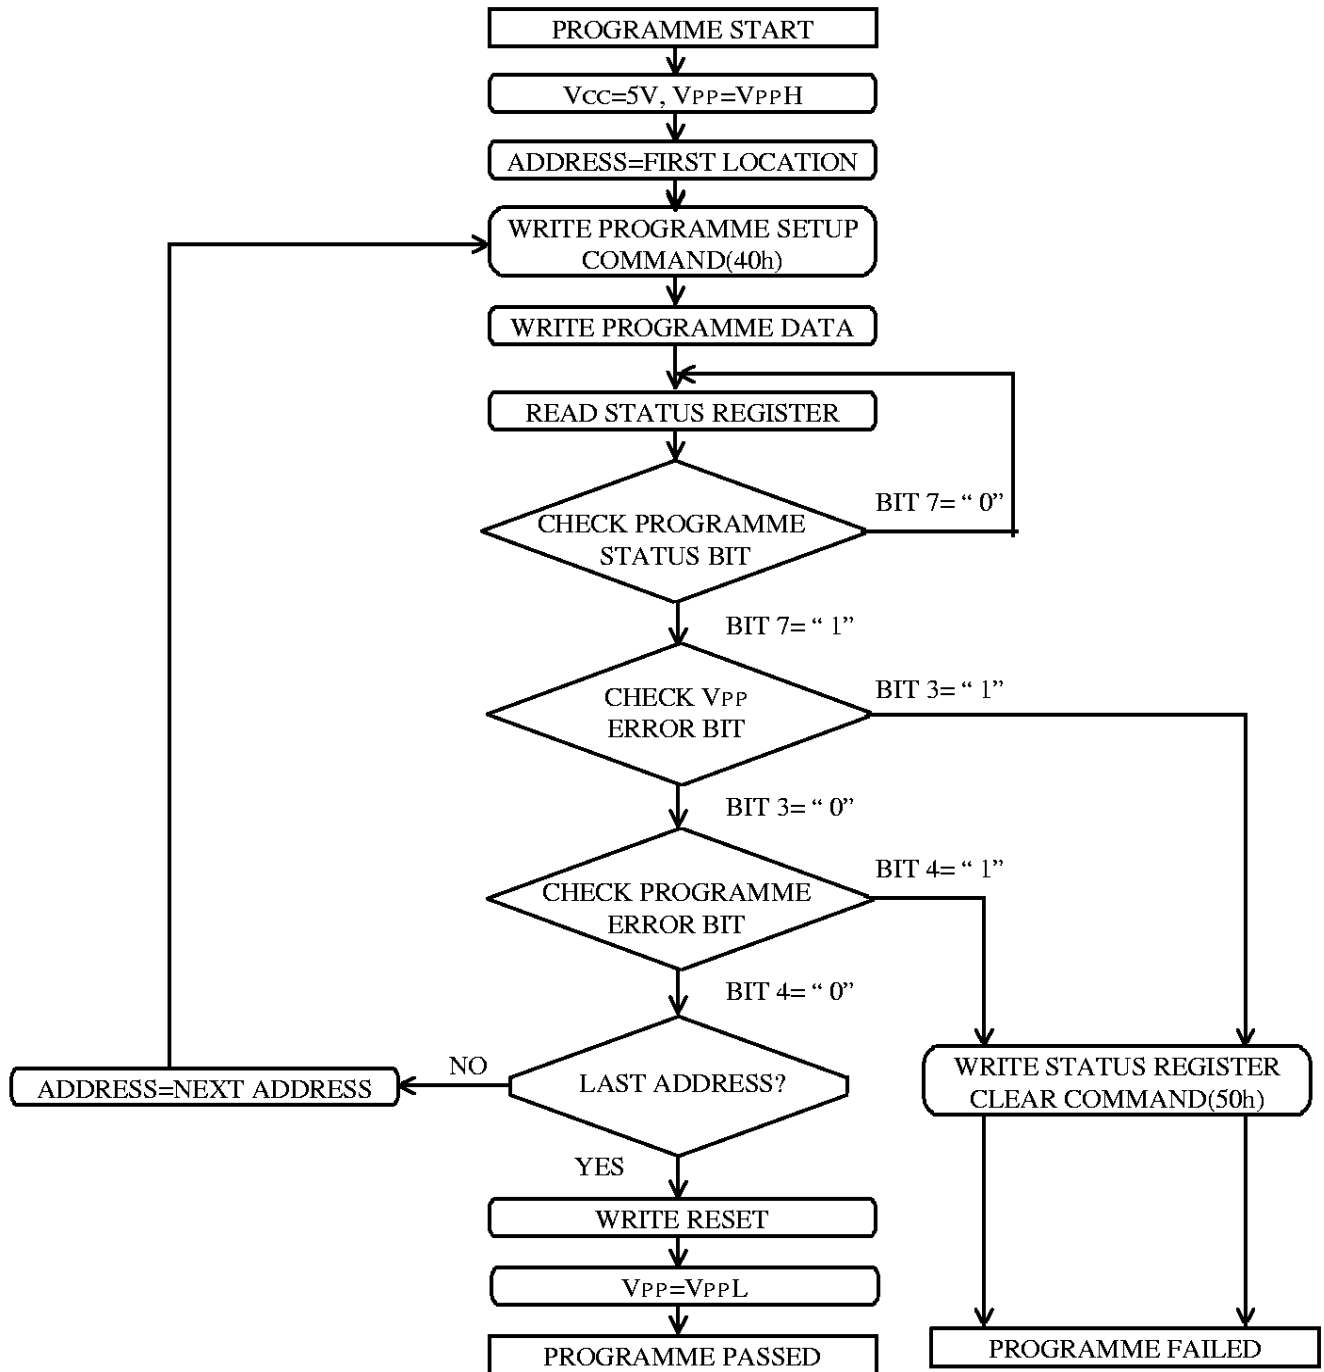 PROGRAMME START
VCC=5V, VPP=VPPH
ADDRESS=FIRST LOCATION
WRITE PROGRAMME SETUP
COMMAND(40h)
WRITE PROGRAMME DATA
READ STATUS REGISTER
BIT 7= “ 0”
CHECK PROGRAMME
STATUS BIT
BIT 7= “ 1”
BIT 3= “ 1”
CHECK VPP
ERROR BIT
BIT 3= “ 0”
BIT 4= “ 1”
CHECK PROGRAMME
ERROR BIT
BIT 4= “ 0”
NO
LAST ADDRESS?
ADDRESS=NEXT ADDRESS
WRITE STATUS REGISTER
CLEAR COMMAND(50h)
YES
WRITE RESET
VPP=VPPL
PROGRAMME PASSED
PROGRAMME FAILED